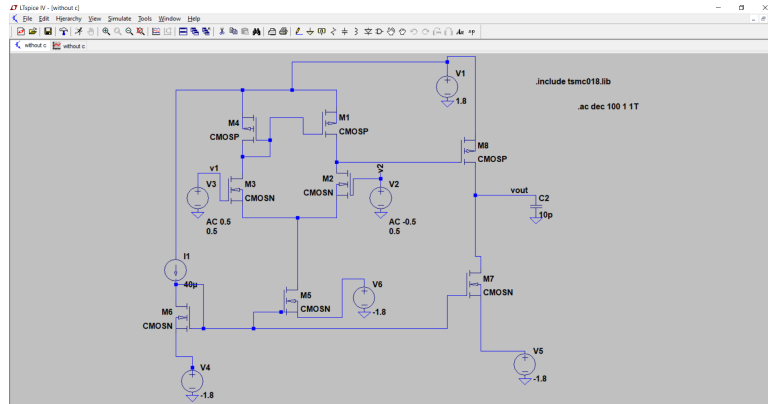 LTspice IV - [without c]
File Edit Hierarchy View Simulate Tools Window Help
without c without c
.include tsmc018.lib
.ac dec 100 1 1T
V1
1.8
M4
CMOSP
M1
CMOSP
M8
CMOSP
v1
V3
M3
CMOSN
AC 0.5
0.5
M2
CMOSN
v2
V2
AC -0.5
0.5
vout
C2
10p
I1
40µ
M6
CMOSN
M5
CMOSN
V6
-1.8
M7
CMOSN
V4
-1.8
V5
-1.8